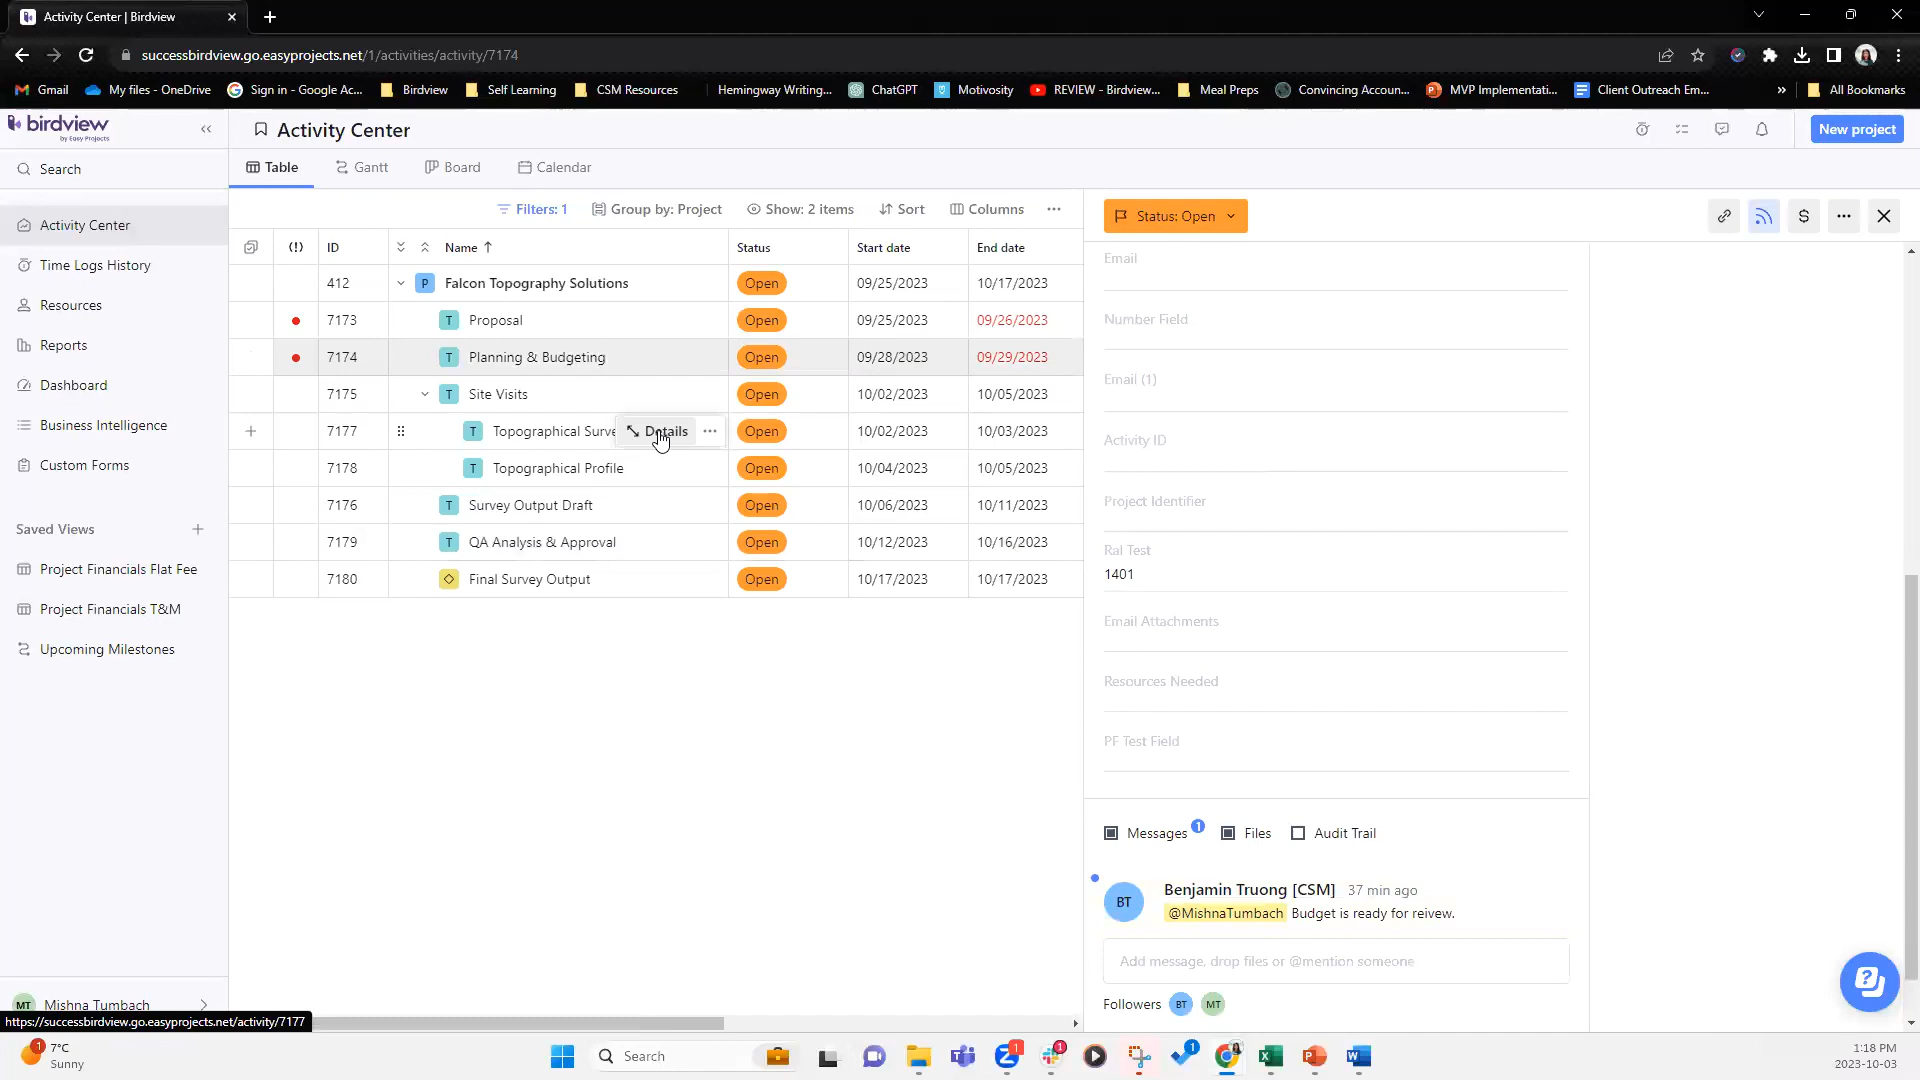 Activity Center | Birdview
successbirdview.go.easyprojects.net/1/activities/activity/7174
Gmail My files - OneDrive Sign in - Google Ac... Birdview Self Learning CSM Resources Hemingway Writing... ChatGPT Motivosity REVIEW - Birdview... Meal Preps Convincing Accoun... MVP Implementati... Client Outreach Em... » All Bookmarks
birdview
by Easy Projects
Activity Center
New project
Search
Table Gantt Board Calendar
Filters: 1 Group by: Project Show: 2 items Sort Columns
Status: Open
Activity Center
Time Logs History
Resources
Reports
Dashboard
Business Intelligence
Custom Forms
Saved Views
Project Financials Flat Fee
Project Financials T&M
Upcoming Milestones
MT Mishna Tumbach
(!) ID Name Status Start date End date
412 P Falcon Topography Solutions Open 09/25/2023 10/17/2023
7173 T Proposal Open 09/25/2023 09/26/2023
7174 T Planning & Budgeting Open 09/28/2023 09/29/2023
7175 T Site Visits Open 10/02/2023 10/05/2023
7177 T Topographical Surve Details Open 10/02/2023 10/03/2023
7178 T Topographical Profile Open 10/04/2023 10/05/2023
7176 T Survey Output Draft Open 10/06/2023 10/11/2023
7179 T QA Analysis & Approval Open 10/12/2023 10/16/2023
7180 Final Survey Output Open 10/17/2023 10/17/2023
Email
Number Field
Email (1)
Activity ID
Project Identifier
Ral Test
1401
Email Attachments
Resources Needed
PF Test Field
Messages 1 Files Audit Trail
BT Benjamin Truong [CSM] 37 min ago
@MishnaTumbach Budget is ready for reivew.
Add message, drop files or @mention someone
Followers BT MT
https://successbirdview.go.easyprojects.net/activity/7177
1 7°C
Sunny
Search
1
1
1
1:18 PM
2023-10-03